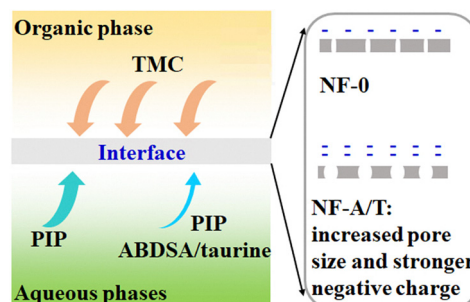 Organic phase
TMC
Interface
PIP
PIP
ABDSA/taurine
Aqueous phases
NF-0
NF-A/T:
increased pore
size and stronger
negative charge